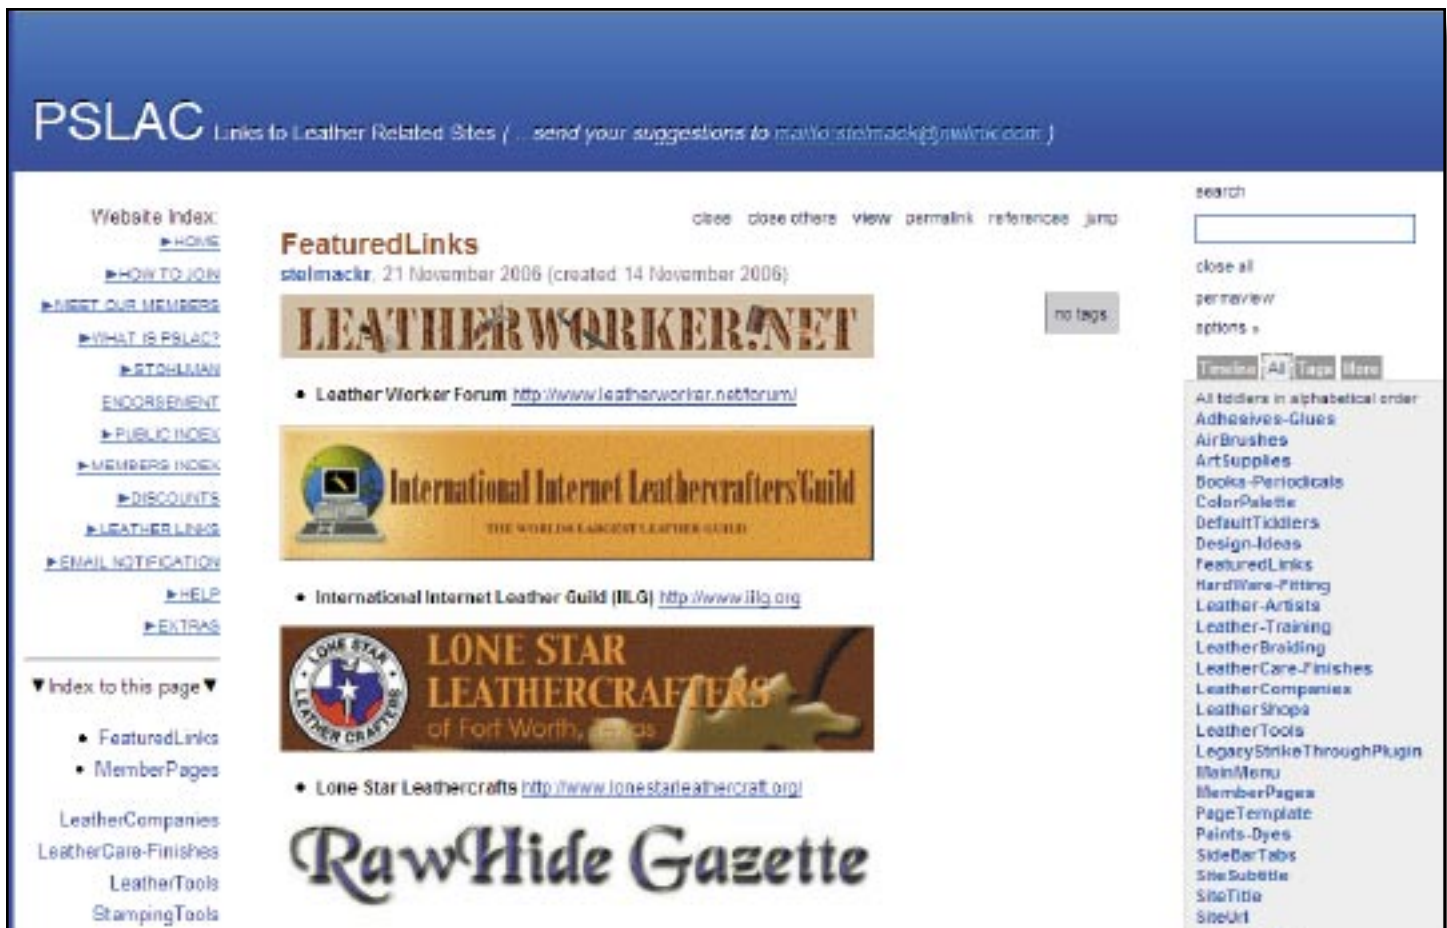 PSLAC Links to Leather Related Sites ( ... send your suggestions to mailto:stelmack@nwlink.com )
Website Index:
►HOME
►HOW TO JOIN
►MEET OUR MEMBERS
►WHAT IS PSLAC?
►STOHLMAN
ENDORSEMENT
►PUBLIC INDEX
►MEMBERS INDEX
►DISCOUNTS
►LEATHER LINKS
►EMAIL NOTIFICATION
►HELP
►EXTRAS
▼Index to this page▼
• FeaturedLinks
• MemberPages
LeatherCompanies
LeatherCare-Finishes
LeatherTools
StampingTools
close close others view permalink references jump
FeaturedLinks
stelmackr, 21 November 2006 (created 14 November 2006)
no tags
LEATHERWORKER.NET
• Leather Worker Forum http://www.leatherworker.net/forum/
International Internet Leathercrafters'Guild
THE WORLDS LARGEST LEATHER GUILD
• International Internet Leather Guild (IILG) http://www.iilg.org
LONE STAR
LEATHER CRAFTERS
LONE STAR
LEATHERCRAFTERS
of Fort Worth, Texas
• Lone Star Leathercrafts http://www.lonestarleathercraft.org/
RawHide Gazette
search
close all
permaview
options »
Timeline All Tags More
All tiddlers in alphabetical order
Adhesives-Glues
AirBrushes
ArtSupplies
Books-Periodicals
ColorPalette
DefaultTiddlers
Design-Ideas
FeaturedLinks
HardWare-Fitting
Leather-Artists
Leather-Training
LeatherBraiding
LeatherCare-Finishes
LeatherCompanies
LeatherShops
LeatherTools
LegacyStrikeThroughPlugin
MainMenu
MemberPages
PageTemplate
Paints-Dyes
SideBarTabs
SiteSubtitle
SiteTitle
SiteUrl